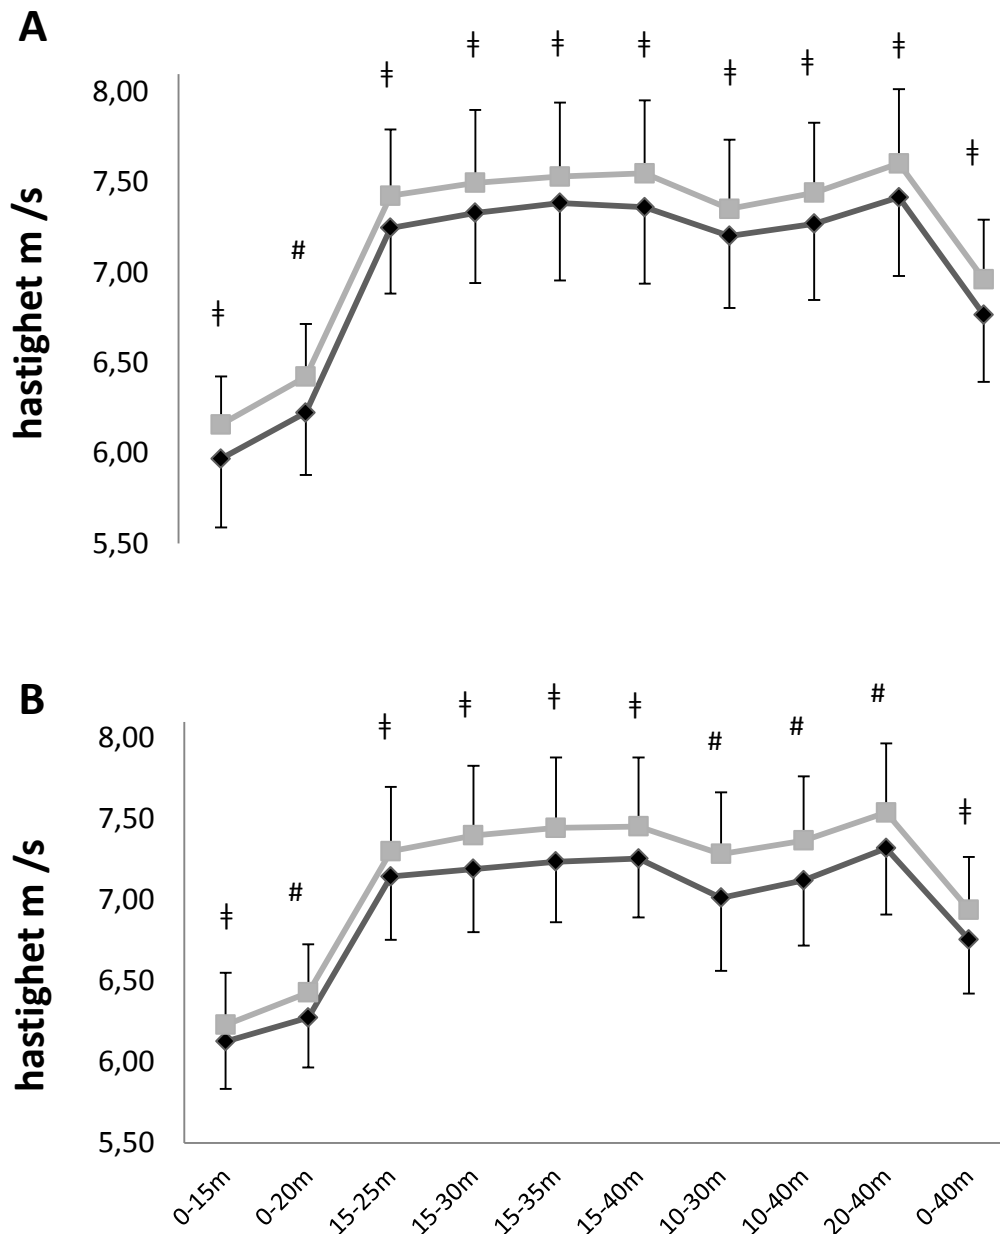 A
‡ ‡ ‡ ‡ ‡ ‡ ‡ ‡ # ‡
hastighet m /s
8,00
7,50
7,00
6,50
6,00
5,50
B
‡ # ‡ ‡ ‡ ‡ # # # ‡
hastighet m /s
8,00
7,50
7,00
6,50
6,00
5,50
0-15m
0-20m
15-25m
15-30m
15-35m
15-40m
10-30m
10-40m
20-40m
0-40m